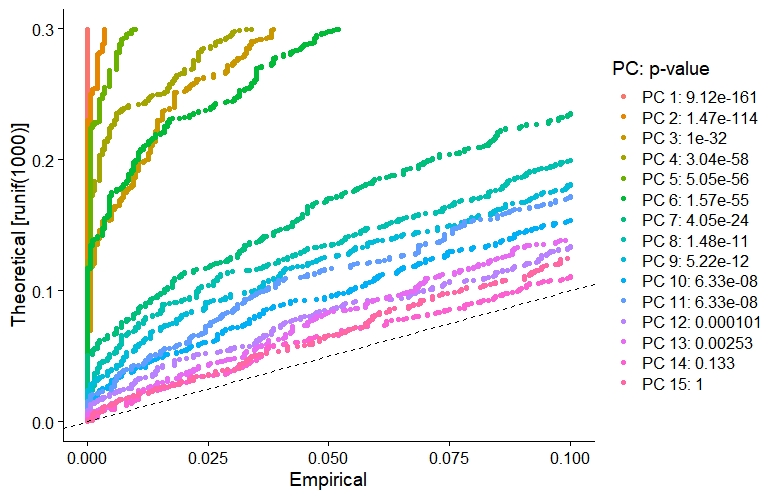 0.3
0.2
0.1
0.0
Theoretical [runif(1000)]
0.000 0.025 0.050 0.075 0.100
Empirical
PC: p-value
PC 1: 9.12e-161
PC 2: 1.47e-114
PC 3: 1e-32
PC 4: 3.04e-58
PC 5: 5.05e-56
PC 6: 1.57e-55
PC 7: 4.05e-24
PC 8: 1.48e-11
PC 9: 5.22e-12
PC 10: 6.33e-08
PC 11: 6.33e-08
PC 12: 0.000101
PC 13: 0.00253
PC 14: 0.133
PC 15: 1